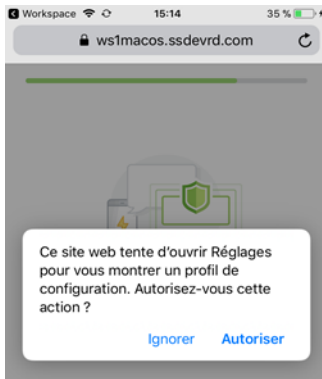 Workspace 15:14 35 %
ws1macos.ssdevrd.com
Ce site web tente d'ouvrir Réglages
pour vous montrer un profil de
configuration. Autorisez-vous cette
action ?
Ignorer Autoriser